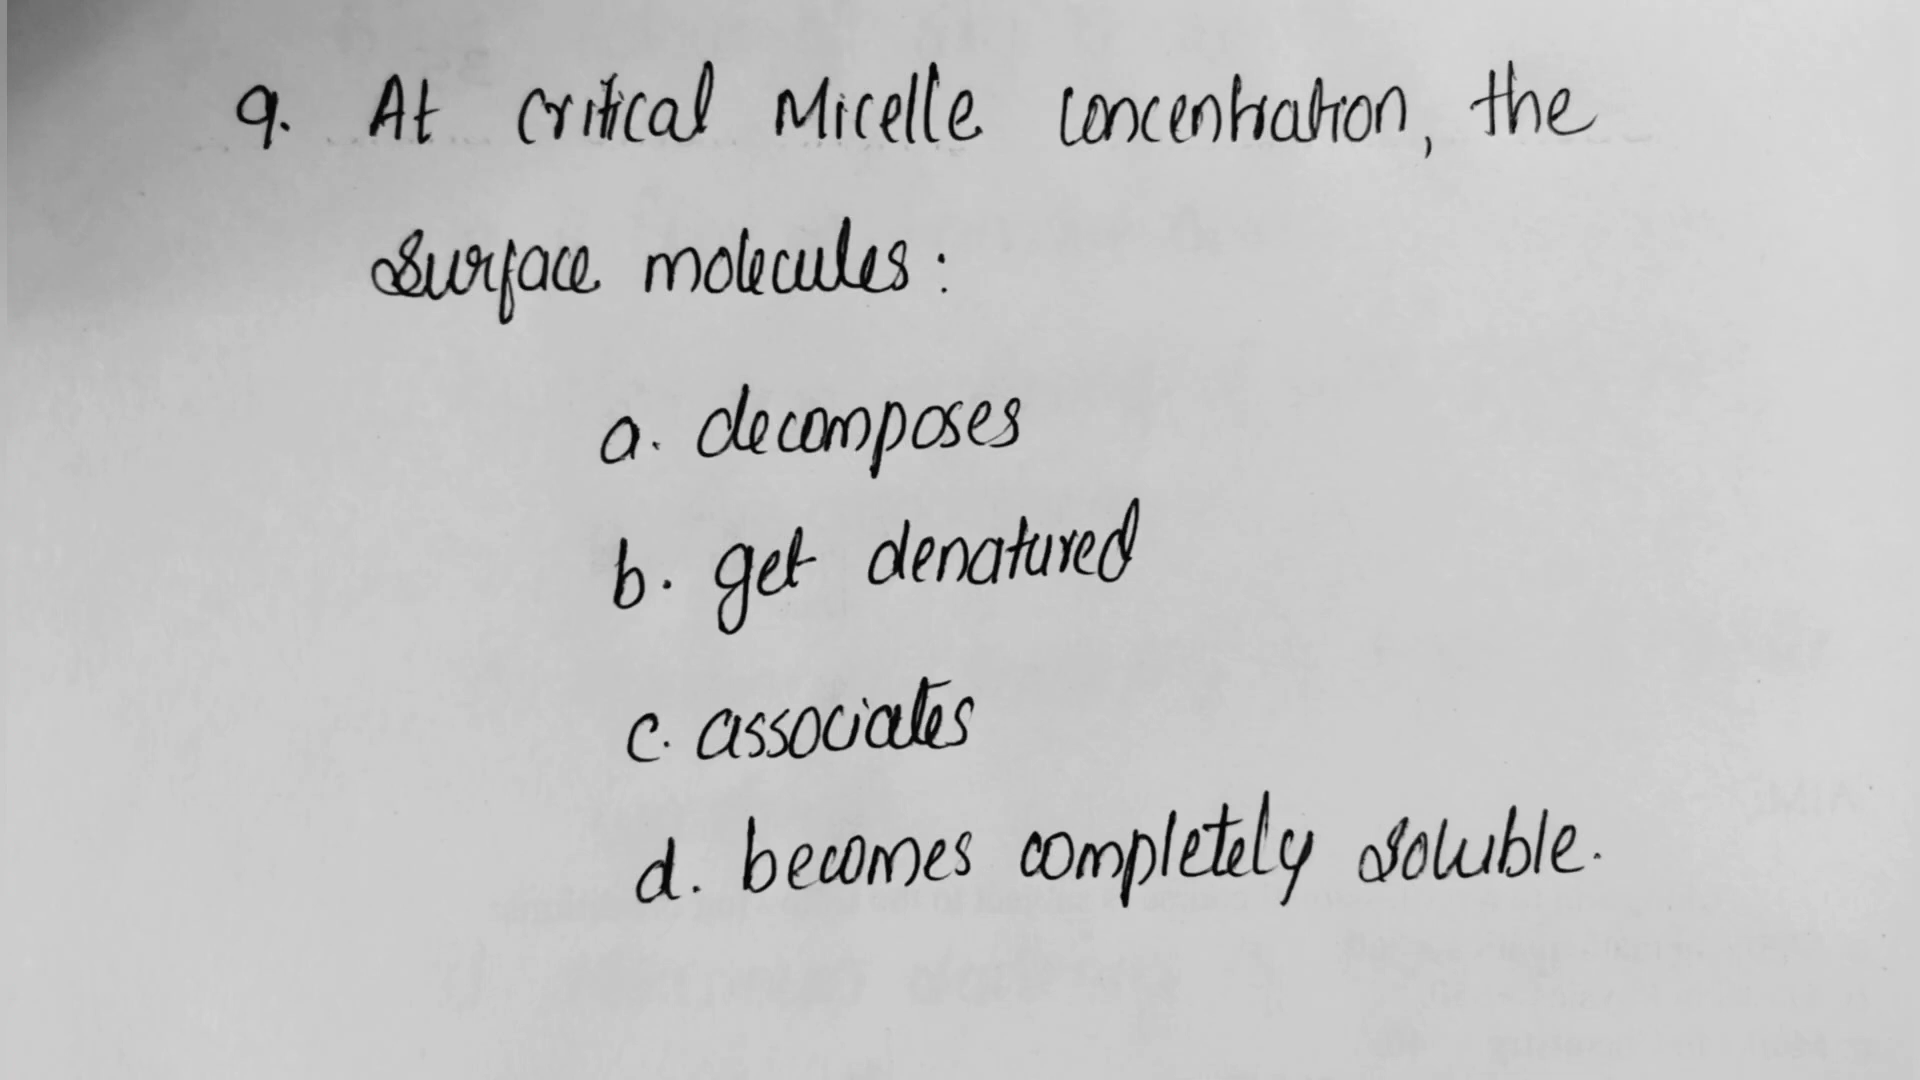 9. At critical Micelle concentration, the
surface molecules:
a. decomposes
b. get denatured
c. associates
d. becomes completely soluble.